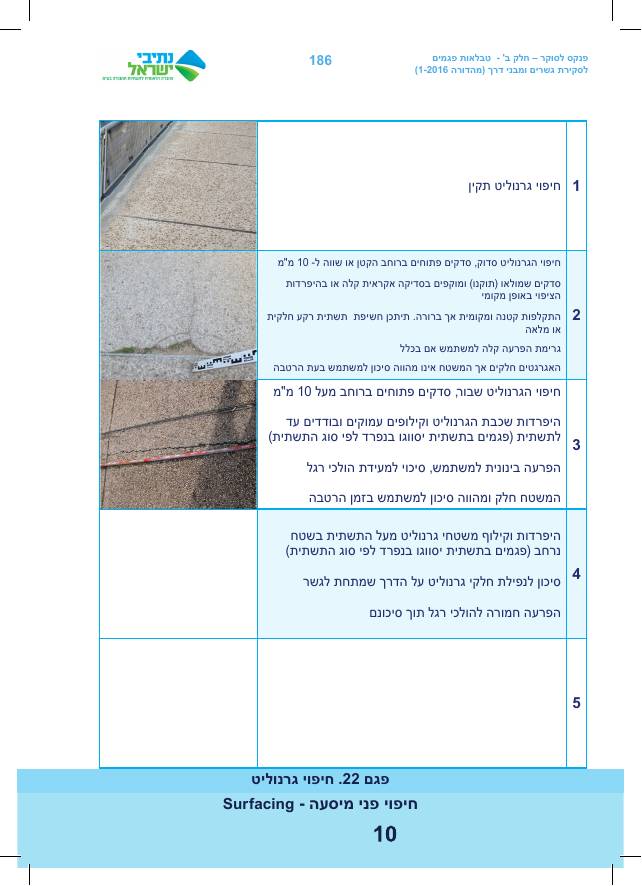 פנקס לסוקר – חלק ב' - טבלאות פגמים
לסקירת גשרים ומבני דרך (מהדורה 1-2016)
186
נתיבי
ישראל
1
חיפוי גרנוליט תקין
2
חיפוי הגרנוליט סדוק, סדקים פתוחים ברוחב הקטן או שווה ל- 10 מ"מ
סדקים שמולאו (תוקנו) ומוקפים בסדיקה אקראית קלה או בהיפרדות
הציפוי באופן מקומי
התקלפות קטנה ומקומית אך ברורה. תיתכן חשיפת תשתית רקע חלקית
או מלאה
גרימת הפרעה קלה למשתמש אם בכלל
האגרגטים חלקים אך המשטח אינו מהווה סיכון למשתמש בעת הרטבה
3
חיפוי הגרנוליט שבור, סדקים פתוחים ברוחב מעל 10 מ"מ
היפרדות שכבת הגרנוליט וקילופים עמוקים ובודדים עד
לתשתית (פגמים בתשתית יסווגו בנפרד לפי סוג התשתית)
הפרעה בינונית למשתמש, סיכוי למעידת הולכי רגל
המשטח חלק ומהווה סיכון למשתמש בזמן הרטבה
4
היפרדות וקילוף משטחי גרנוליט מעל התשתית בשטח
נרחב (פגמים בתשתית יסווגו בנפרד לפי סוג התשתית)
סיכון לנפילת חלקי גרנוליט על הדרך שמתחת לגשר
הפרעה חמורה להולכי רגל תוך סיכונם
5
פגם 22. חיפוי גרנוליט
חיפוי פני מיסעה - Surfacing
10